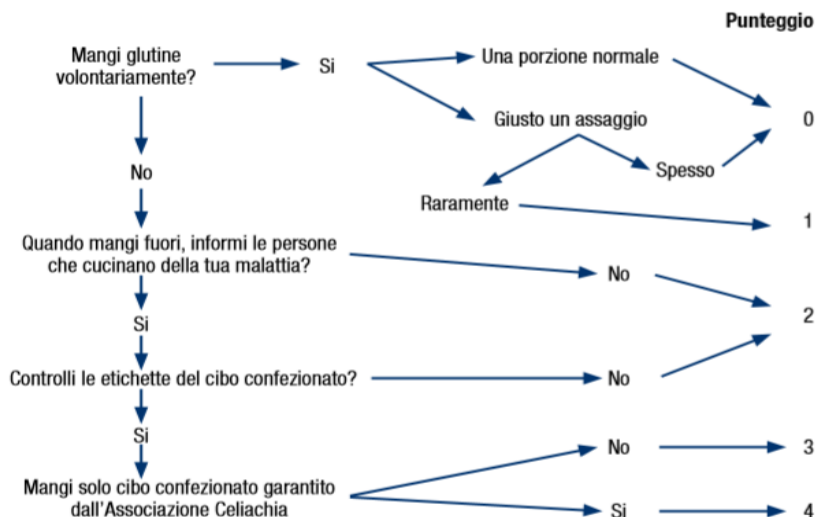 Punteggio
Mangi glutine
volontariamente?
Si
Una porzione normale
Giusto un assaggio
0
Spesso
No
Raramente
1
Quando mangi fuori, informi le persone
che cucinano della tua malattia?
No
2
Si
Controlli le etichette del cibo confezionato?
No
Si
No
3
Mangi solo cibo confezionato garantito
dall'Associazione Celiachia
Si
4